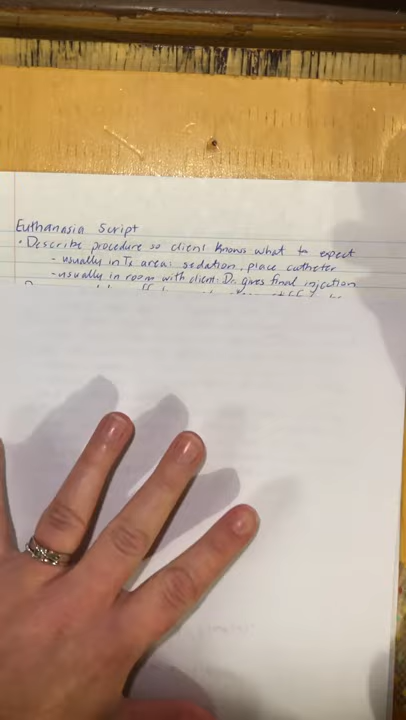 Euthanasia Script
• Describe procedure so client knows what to expect
- usually in Tx area: sedation, place catheter
- usually in room with client: Dr. gives final injection